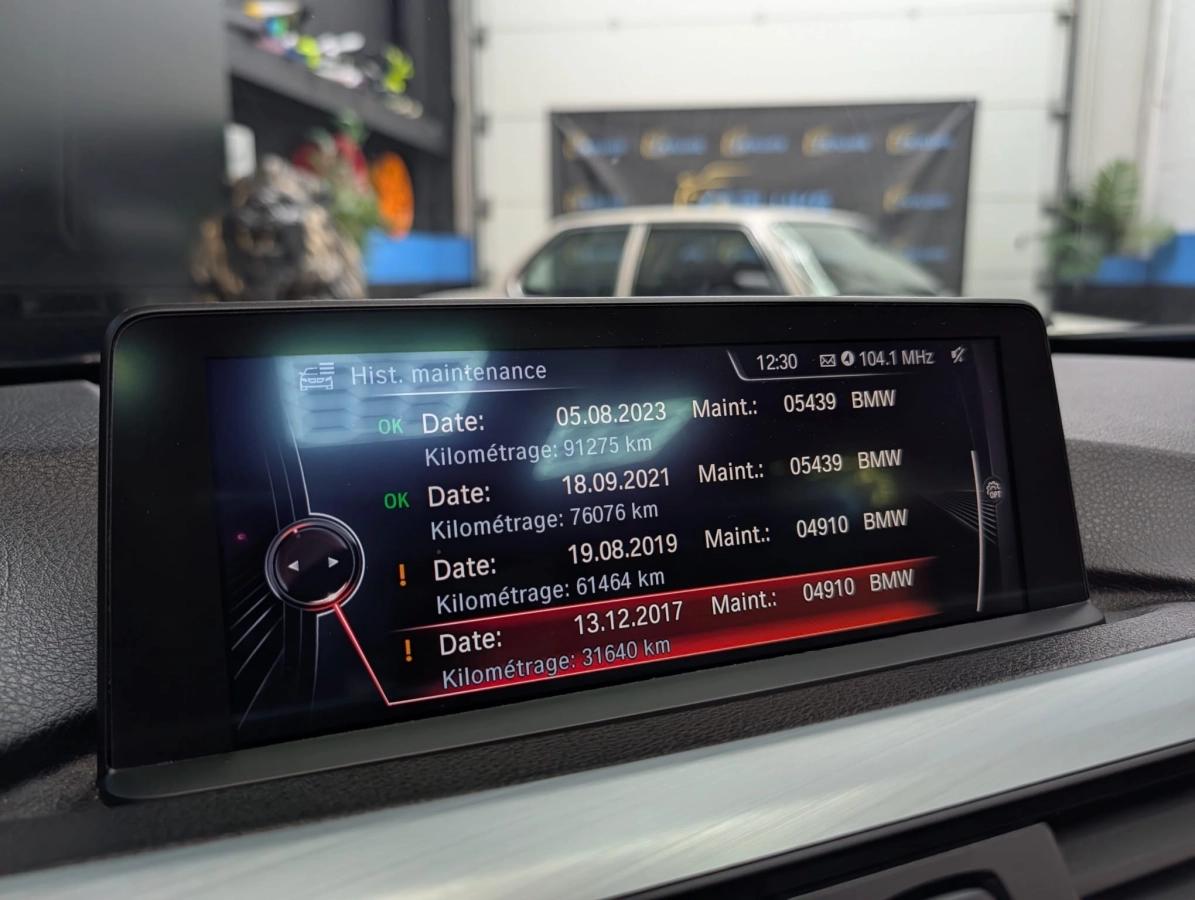 Hist. maintenance 12:30 104.1 MHz
OK Date: 05.08.2023 Maint.: 05439 BMW
Kilométrage: 91275 km
OK Date: 18.09.2021 Maint.: 05439 BMW
Kilométrage: 76076 km
! Date: 19.08.2019 Maint.: 04910 BMW
Kilométrage: 61464 km
! Date: 13.12.2017 Maint.: 04910 BMW
Kilométrage: 31640 km
OPT